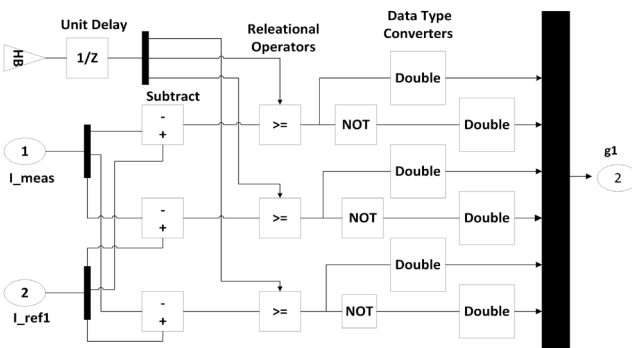 Unit Delay
Releational
Operators
Data Type
Converters
HB
1/Z
Double
Subtract
-
+
>=
NOT
Double
1
I_meas
Double
g1
2
-
+
>=
NOT
Double
Double
2
I_ref1
-
+
>=
NOT
Double